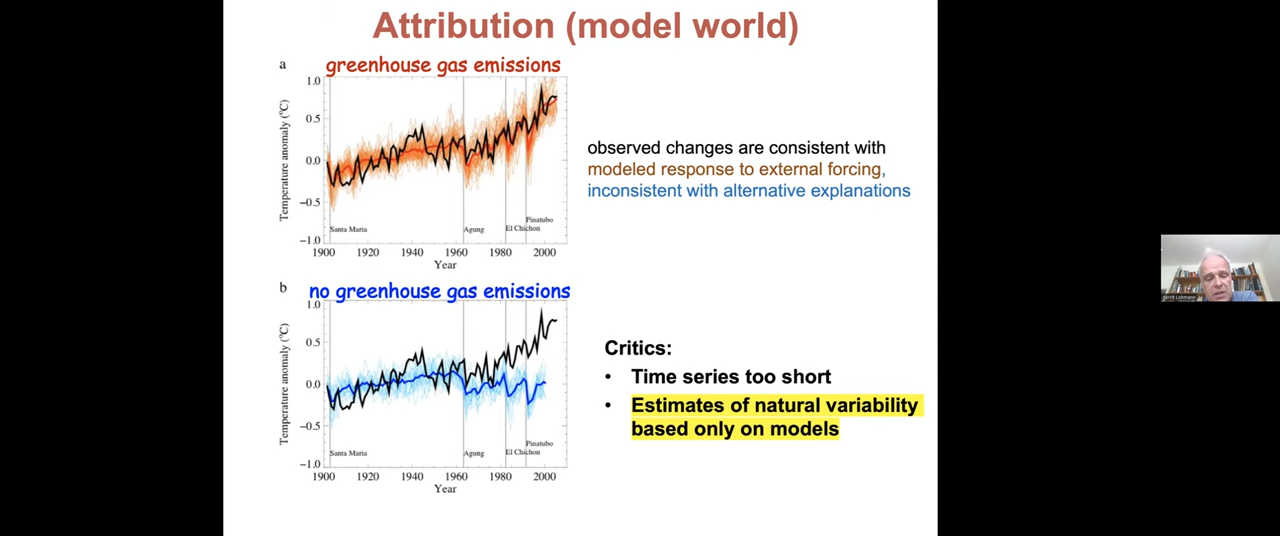 Attribution (model world)
a
greenhouse gas emissions
Temperature anomaly (°C)
1.0
0.5
0.0
−0.5
−1.0
Santa Maria
Agung
El Chichon
Pinatubo
1900 1920 1940 1960 1980 2000
Year
observed changes are consistent with
modeled response to external forcing,
inconsistent with alternative explanations
b
no greenhouse gas emissions
Temperature anomaly (°C)
1.0
0.5
0.0
−0.5
−1.0
Santa Maria
Agung
El Chichon
Pinatubo
1900 1920 1940 1960 1980 2000
Year
Critics:
• Time series too short
• Estimates of natural variability
based only on models
gerrit Lohmann